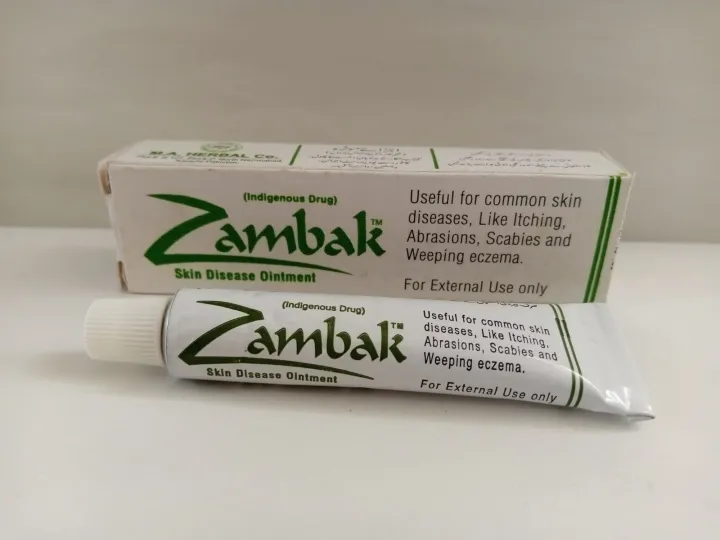 B.A. HERBAL Co.
(Indigenous Drug)
Zambak™
Skin Disease Ointment
Useful for common skin
diseases, Like Itching,
Abrasions, Scabies and
Weeping eczema.
For External Use only
(Indigenous Drug)
Zambak™
Skin Disease Ointment
Useful for common skin
diseases, Like Itching,
Abrasions, Scabies and
Weeping eczema.
For External Use only